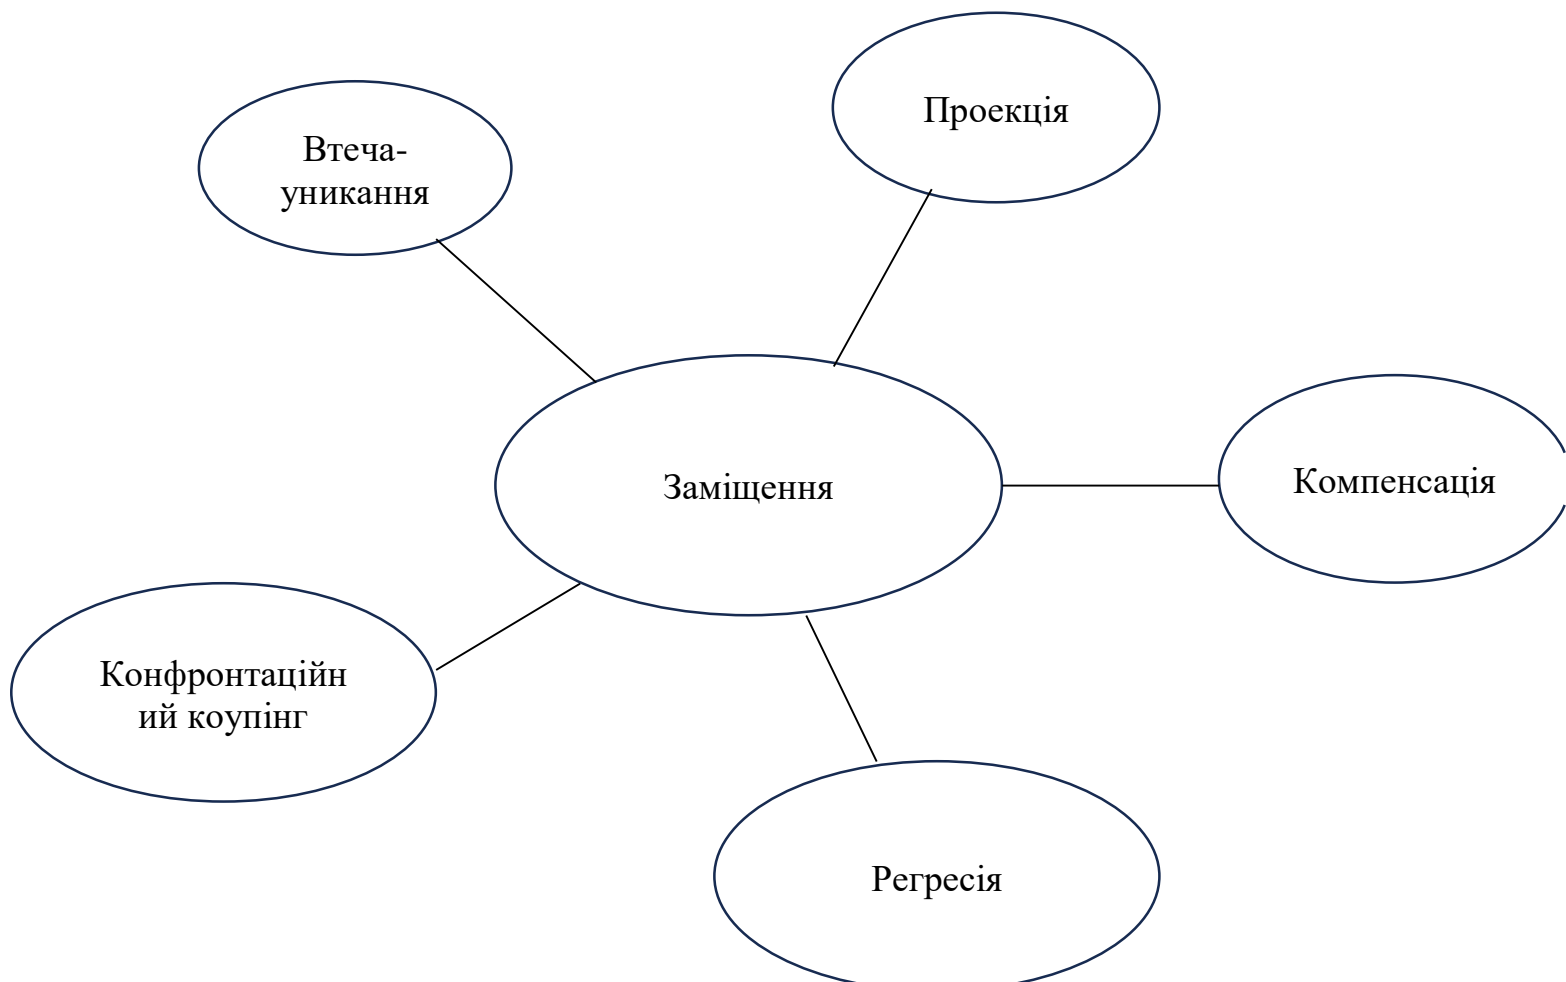 Проекція
Втеча-
уникання
Заміщення
Компенсація
Конфронтаційн
ий коупінг
Регресія